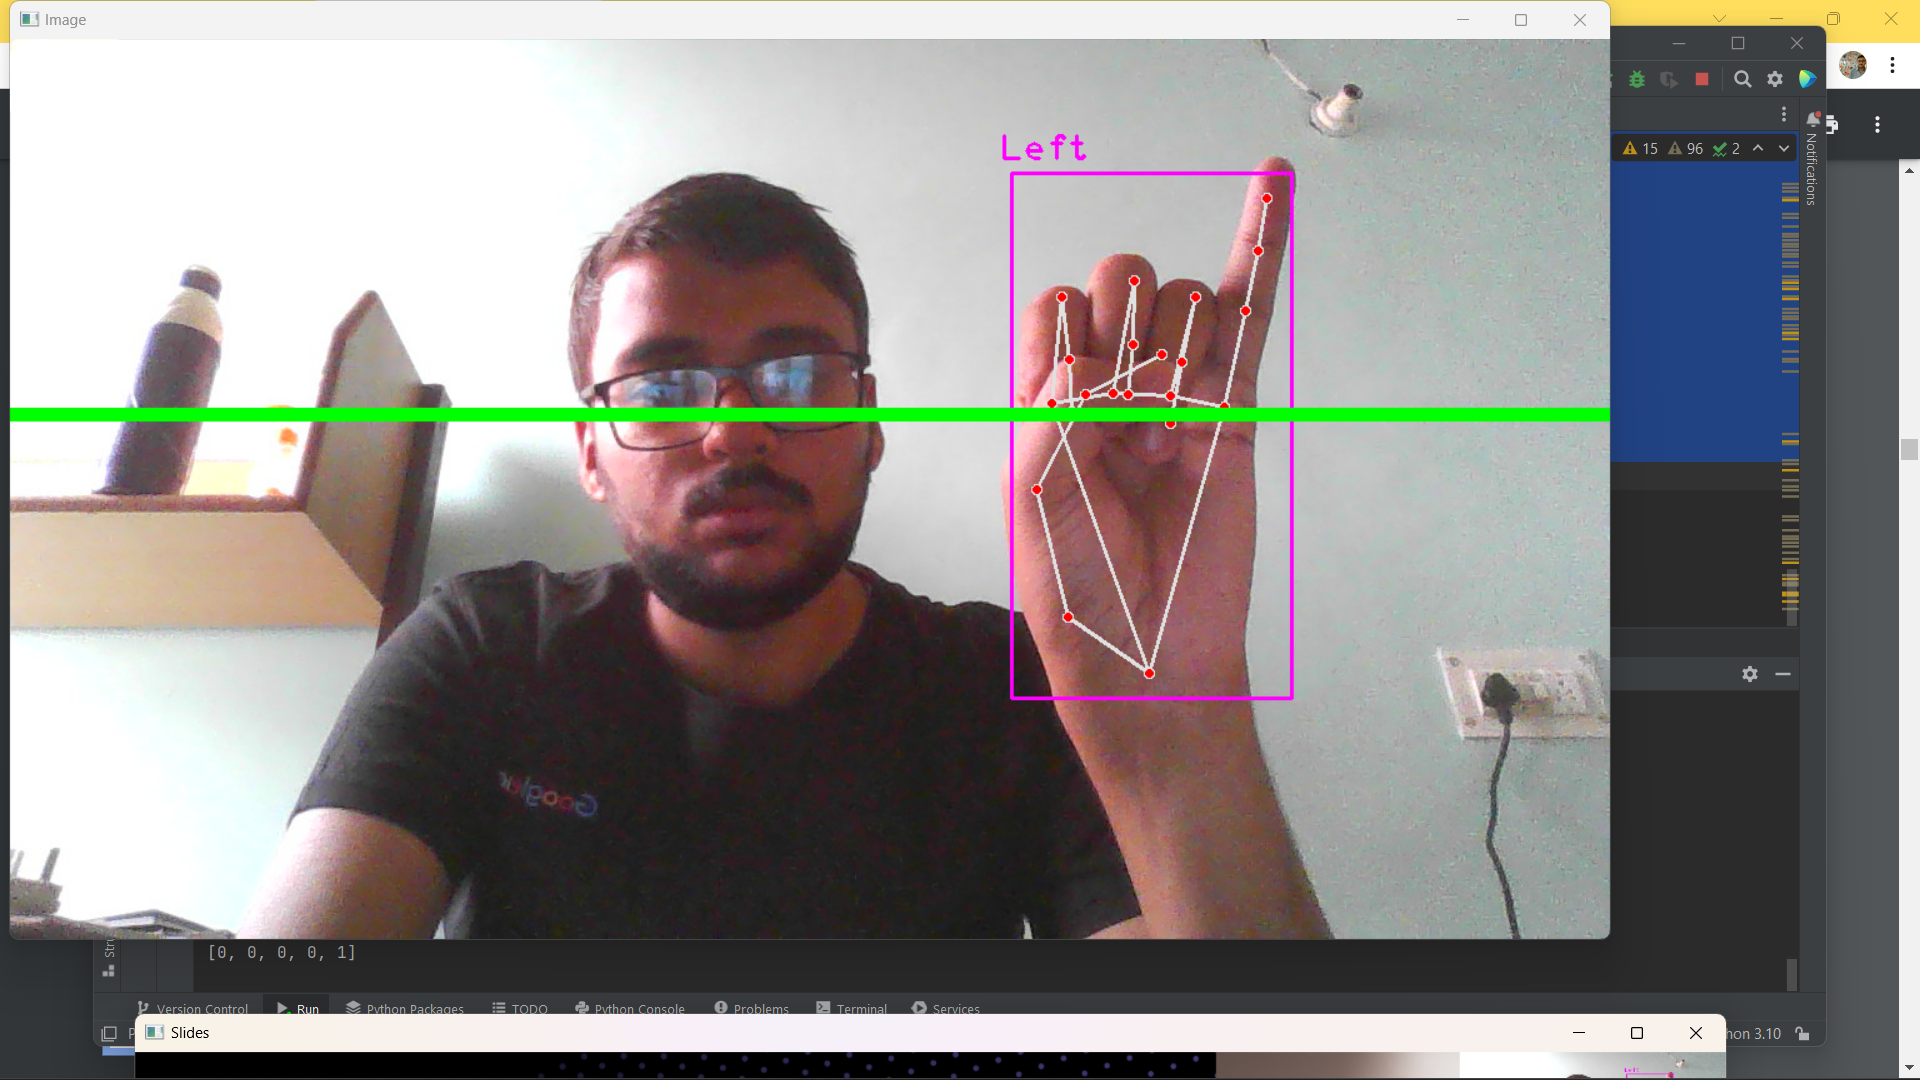 Image
Left
15 96 2
Notifications
Google
[0, 0, 0, 0, 1]
Version Control Run Python Packages TODO Python Console Problems Terminal Services
Slides
3.10
Left